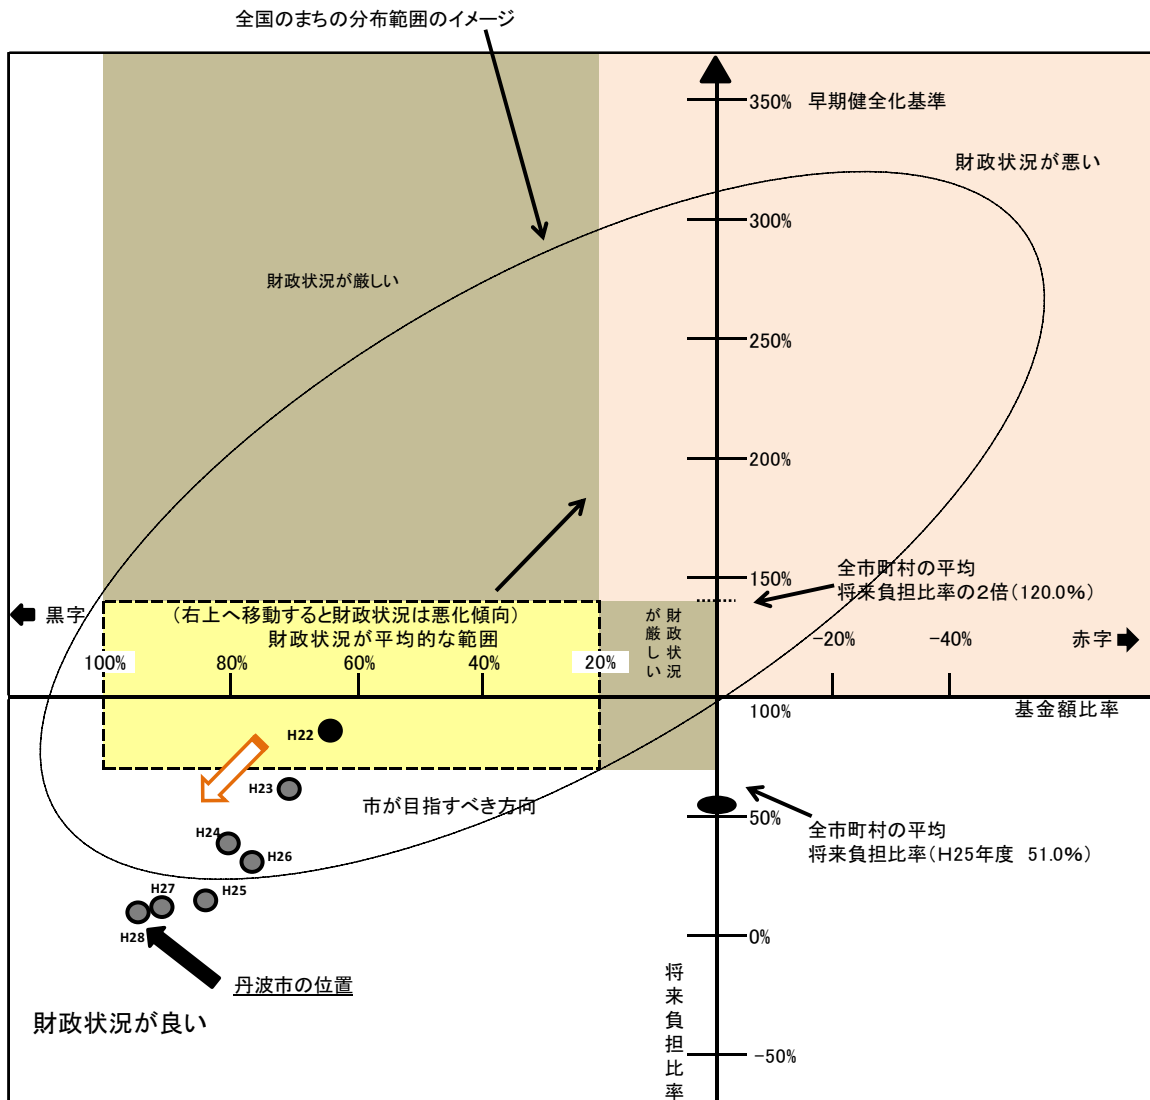 全国のまちの分布範囲のイメージ
350%
早期健全化基準
財政状況が悪い
300%
財政状況が厳しい
250%
200%
150%
全市町村の平均
将来負担比率の2倍(120.0%)
黒字
(右上へ移動すると財政状況は悪化傾向)
財政状況が平均的な範囲
財政状況
が厳しい
-20%
-40%
赤字
100%
80%
60%
40%
20%
100%
基金額比率
H22
H23
市が目指すべき方向
50%
全市町村の平均
将来負担比率(H25年度 51.0%)
H24
H26
H27
H25
H28
0%
丹波市の位置
将来負担比率
財政状況が良い
-50%